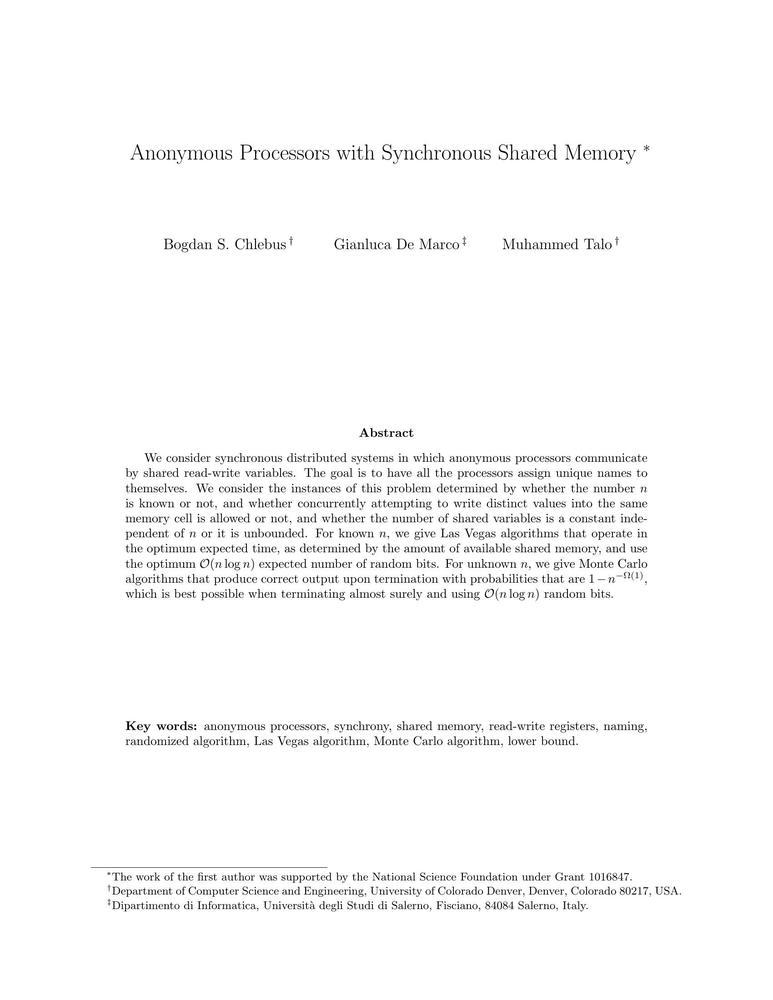 Anonymous Processors with Synchronous Shared Memory *
Bogdan S. Chlebus † Gianluca De Marco ‡ Muhammed Talo †
Abstract
We consider synchronous distributed systems in which anonymous processors communicate
by shared read-write variables. The goal is to have all the processors assign unique names to
themselves. We consider the instances of this problem determined by whether the number n
is known or not, and whether concurrently attempting to write distinct values into the same
memory cell is allowed or not, and whether the number of shared variables is a constant inde-
pendent of n or it is unbounded. For known n, we give Las Vegas algorithms that operate in
the optimum expected time, as determined by the amount of available shared memory, and use
the optimum O(n log n) expected number of random bits. For unknown n, we give Monte Carlo
algorithms that produce correct output upon termination with probabilities that are 1−n^{−Ω(1)},
which is best possible when terminating almost surely and using O(n log n) random bits.
Key words: anonymous processors, synchrony, shared memory, read-write registers, naming,
randomized algorithm, Las Vegas algorithm, Monte Carlo algorithm, lower bound.
*The work of the first author was supported by the National Science Foundation under Grant 1016847.
†Department of Computer Science and Engineering, University of Colorado Denver, Denver, Colorado 80217, USA.
‡Dipartimento di Informatica, Università degli Studi di Salerno, Fisciano, 84084 Salerno, Italy.